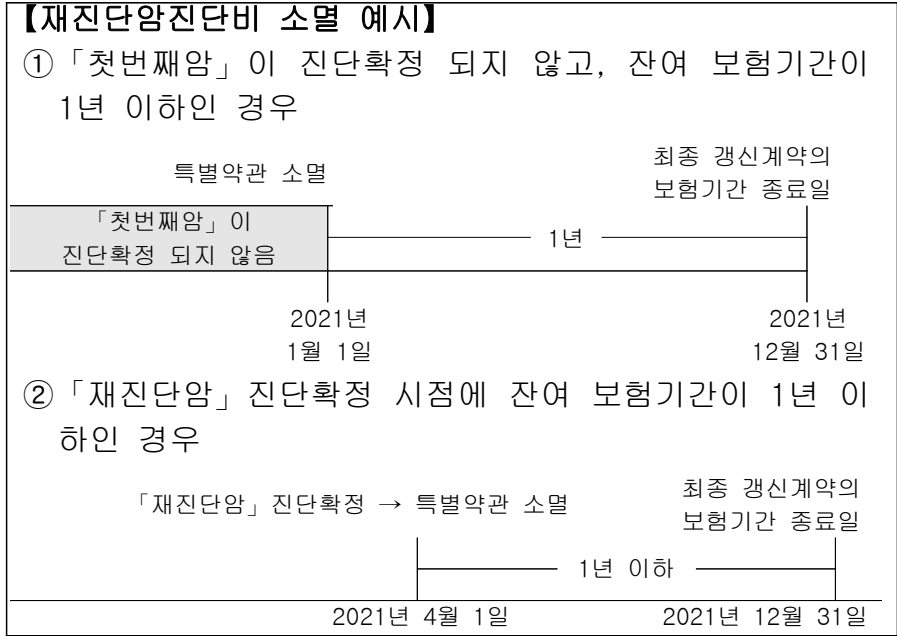 【재진단암진단비 소멸 예시】
①「첫번째암」이 진단확정 되지 않고, 잔여 보험기간이
1년 이하인 경우
특별약관 소멸
최종 갱신계약의
보험기간 종료일
「첫번째암」이
진단확정 되지 않음
1년
2021년
1월 1일
2021년
12월 31일
②「재진단암」진단확정 시점에 잔여 보험기간이 1년 이
하인 경우
「재진단암」진단확정 → 특별약관 소멸
최종 갱신계약의
보험기간 종료일
1년 이하
2021년 4월 1일
2021년 12월 31일